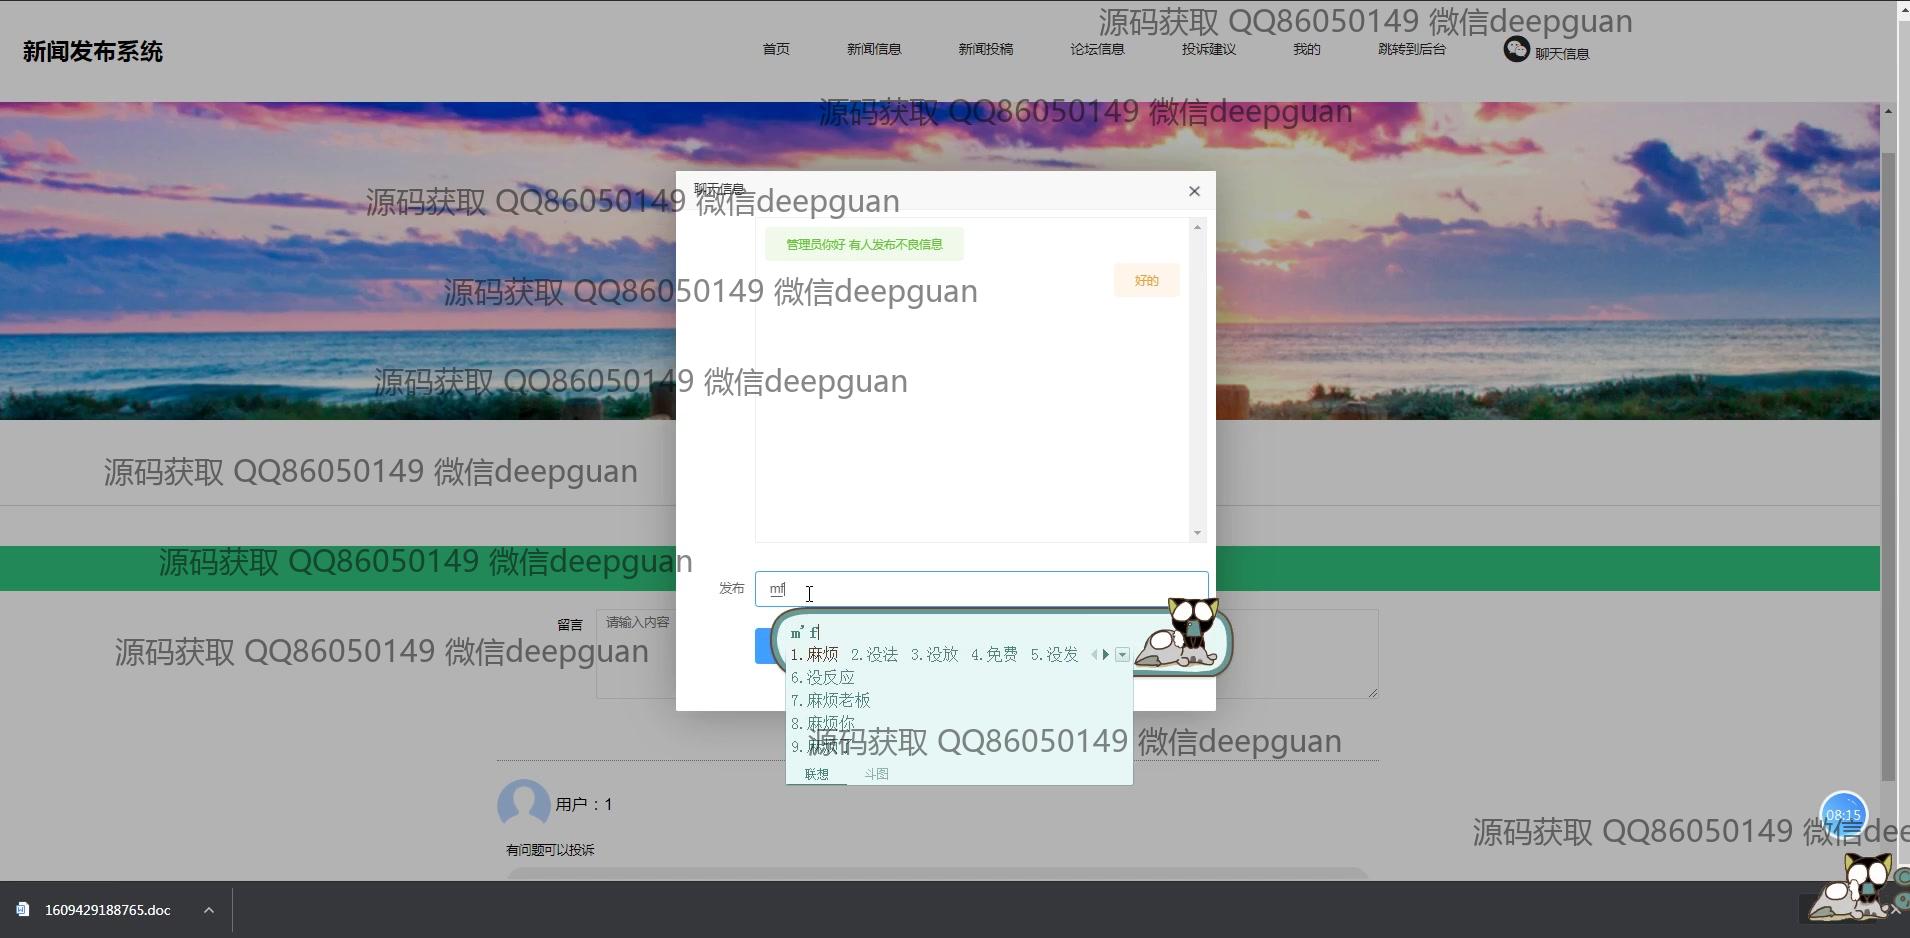 源码获取 QQ86050149 微信deepguan
新闻发布系统
首页 新闻信息 新闻投稿 论坛信息 投诉建议 我的 跳转到后台 聊天信息
源码获取 QQ86050149 微信deepguan
聊天信息
源码获取 QQ86050149 微信deepguan
管理员你好 有人发布不良信息
好的
源码获取 QQ86050149 微信deepguan
源码获取 QQ86050149 微信deepguan
源码获取 QQ86050149 微信deepguan
源码获取 QQ86050149 微信deepguan
发布 mf
留言 请输入内容
m'f
源码获取 QQ86050149 微信deepguan
1.麻烦 2.没法 3.没放 4.免费 5.没发
6.没反应
7.麻烦老板
8.麻烦你
源码获取 QQ86050149 微信deepguan
9.麻烦
联想 斗图
用户：1
08:15
源码获取 QQ86050149 微信dee
有问题可以投诉
1609429188765.doc